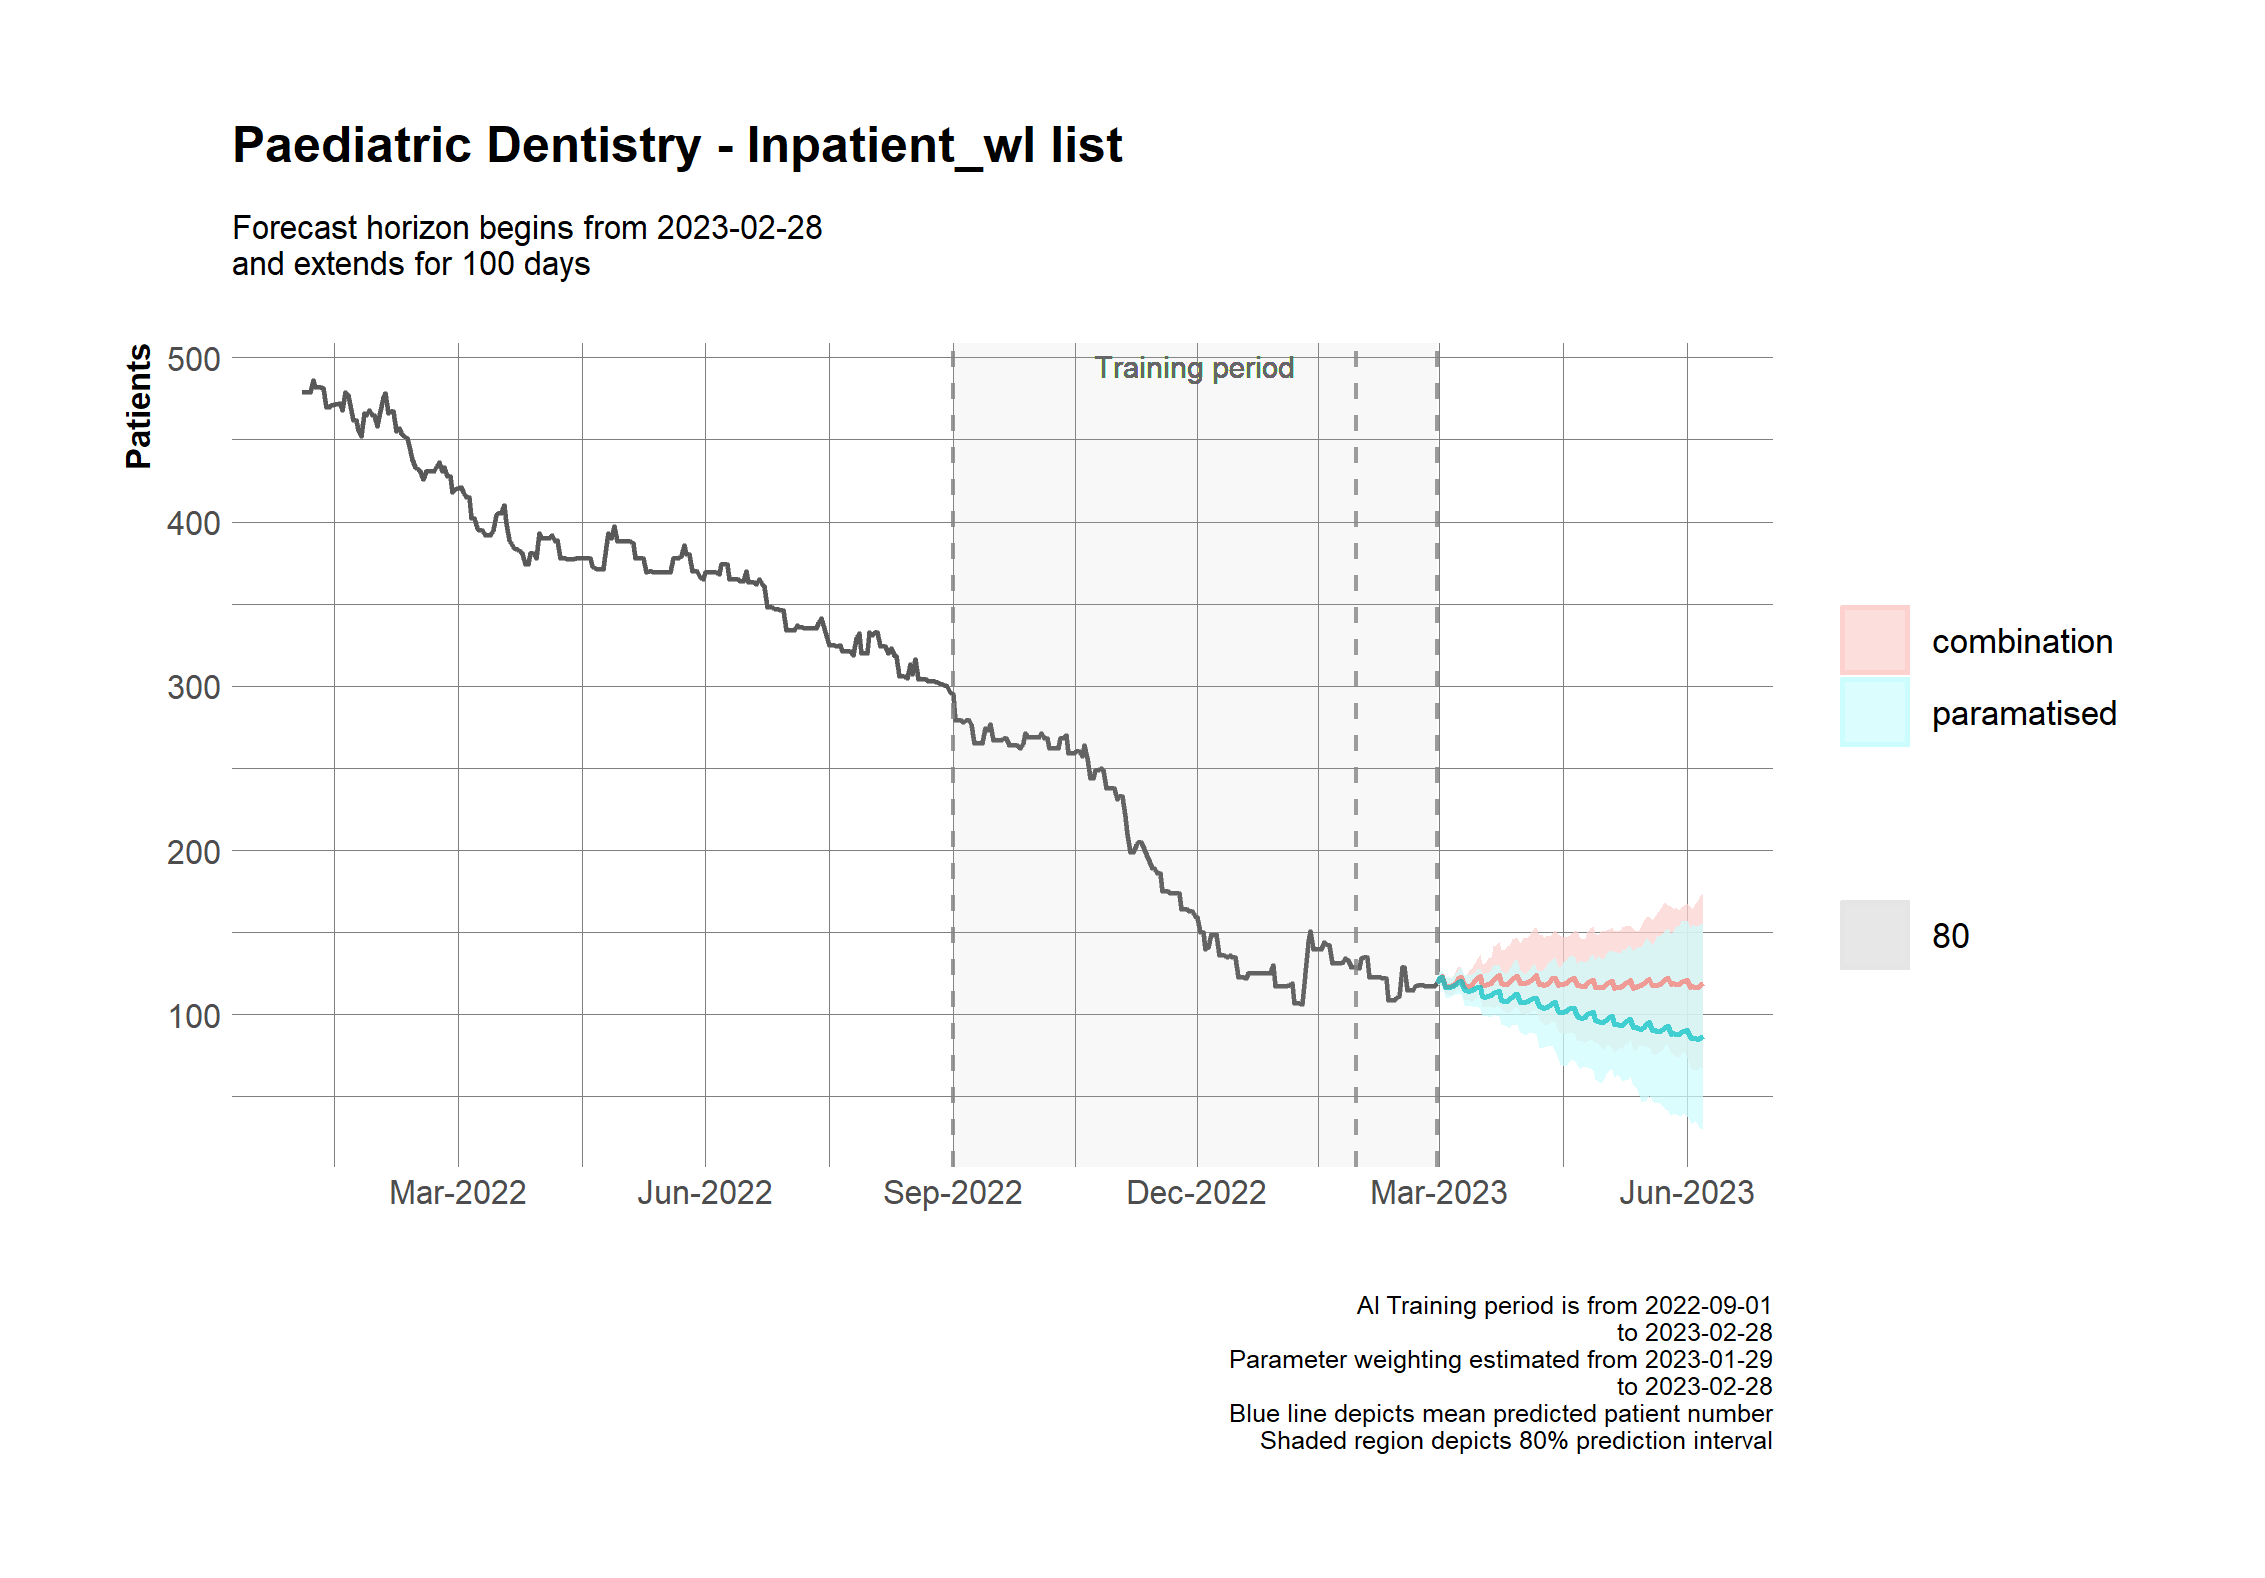 Paediatric Dentistry - Inpatient_wl list
Forecast horizon begins from 2023-02-28
and extends for 100 days
Patients
500
400
300
200
100
Training period
Mar-2022
Jun-2022
Sep-2022
Dec-2022
Mar-2023
Jun-2023
combination
paramatised
80
AI Training period is from 2022-09-01
to 2023-02-28
Parameter weighting estimated from 2023-01-29
to 2023-02-28
Blue line depicts mean predicted patient number
Shaded region depicts 80% prediction interval